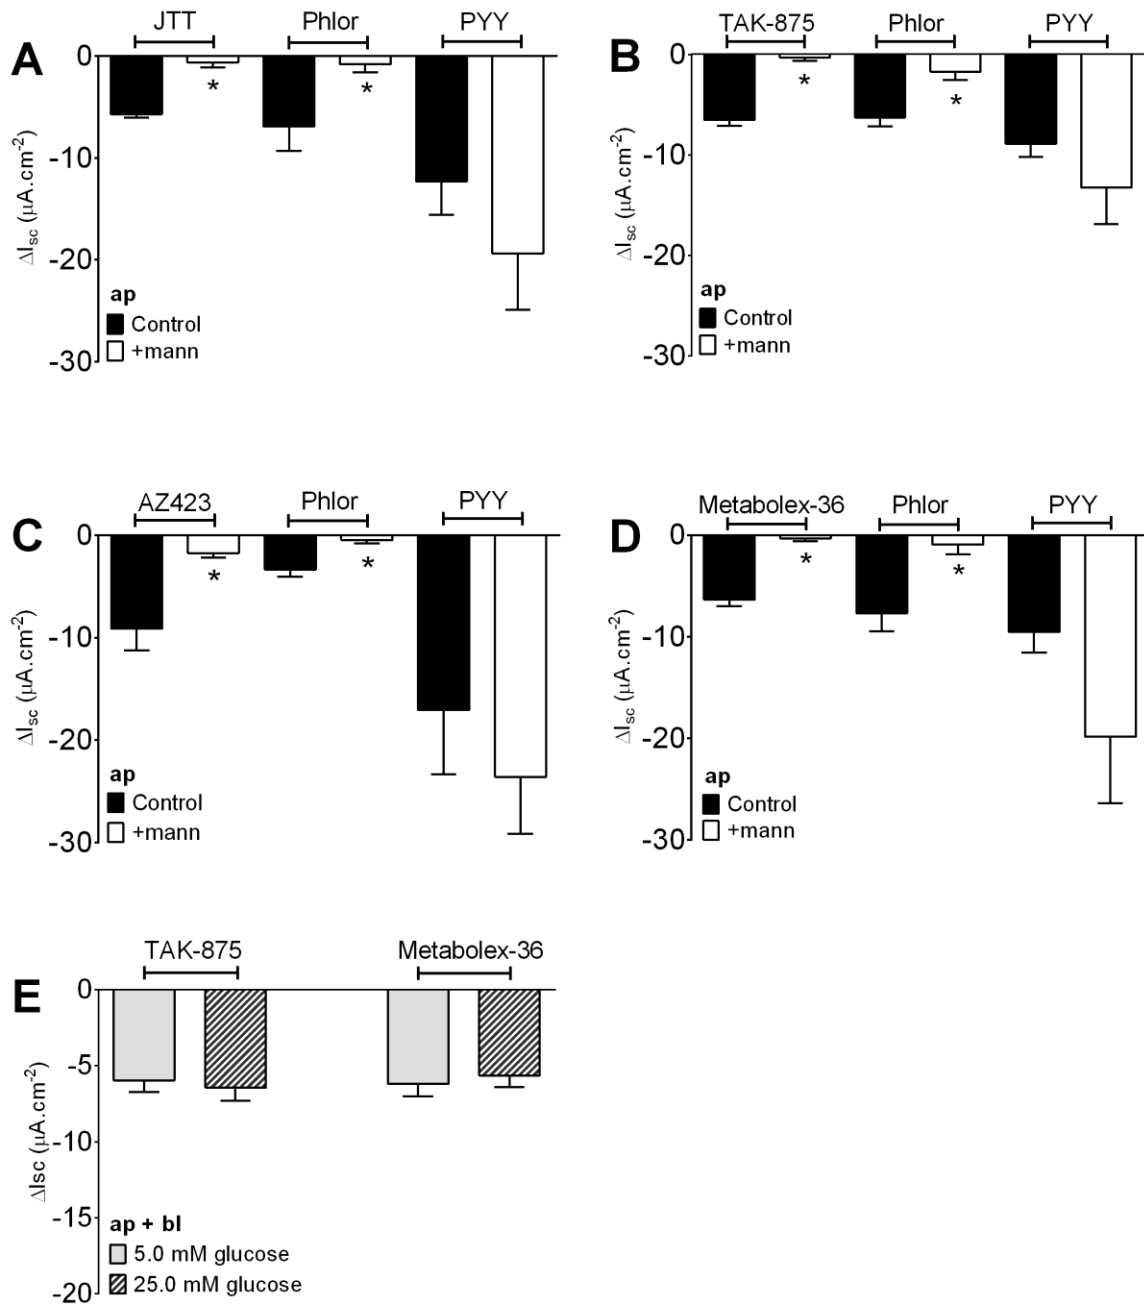 A
JTT Phlor PYY
0
-10
-20
-30
ΔIsc (μA.cm-2)
* *
ap
Control
+mann
B
TAK-875 Phlor PYY
0
-10
-20
-30
ΔIsc (μA.cm-2)
* *
ap
Control
+mann
C
AZ423 Phlor PYY
0
-10
-20
-30
ΔIsc (μA.cm-2)
* *
ap
Control
+mann
D
Metabolex-36 Phlor PYY
0
-10
-20
-30
ΔIsc (μA.cm-2)
* *
ap
Control
+mann
E
TAK-875 Metabolex-36
0
-5
-10
-15
-20
ΔIsc (μA.cm-2)
ap + bl
5.0 mM glucose
25.0 mM glucose